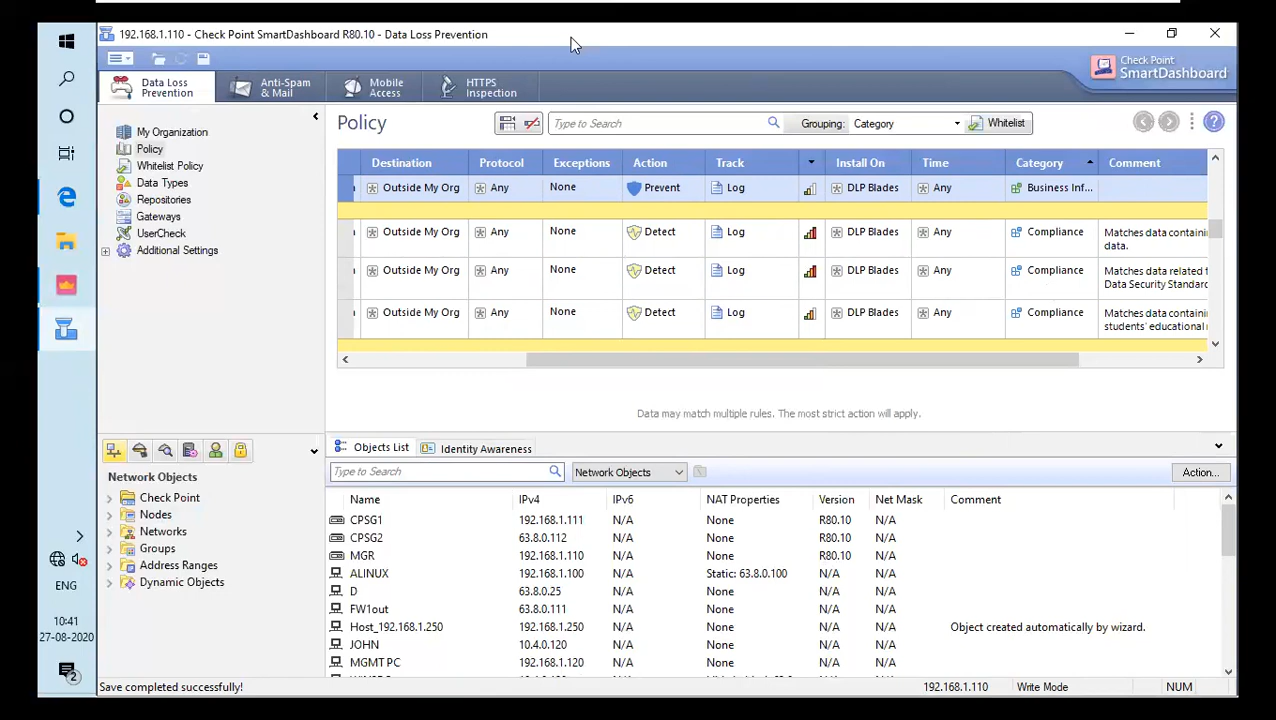 192.168.1.110 - Check Point SmartDashboard R80.10 - Data Loss Prevention
Check Point
SmartDashboard
Data Loss
Prevention
Anti-Spam
& Mail
Mobile
Access
HTTPS
Inspection
My Organization
Policy
Whitelist Policy
Data Types
Repositories
Gateways
UserCheck
Additional Settings
Policy
Type to Search
Grouping: Category
Whitelist
Destination Protocol Exceptions Action Track Install On Time Category Comment
Outside My Org Any None Prevent Log DLP Blades Any Business Inf...
Outside My Org Any None Detect Log DLP Blades Any Compliance Matches data containi
data.
Outside My Org Any None Detect Log DLP Blades Any Compliance Matches data related t
Data Security Standard
Outside My Org Any None Detect Log DLP Blades Any Compliance Matches data containi
students' educational r
Data may match multiple rules. The most strict action will apply.
Network Objects
Check Point
Nodes
Networks
Groups
Address Ranges
Dynamic Objects
Objects List Identity Awareness
Type to Search Network Objects Action...
Name IPv4 IPv6 NAT Properties Version Net Mask Comment
CPSG1 192.168.1.111 N/A None R80.10 N/A
CPSG2 63.8.0.112 N/A None R80.10 N/A
MGR 192.168.1.110 N/A None R80.10 N/A
ALINUX 192.168.1.100 N/A Static: 63.8.0.100 N/A N/A
D 63.8.0.25 N/A None N/A N/A
FW1out 63.8.0.111 N/A None N/A N/A
Host_192.168.1.250 192.168.1.250 N/A None N/A N/A Object created automatically by wizard.
JOHN 10.4.0.120 N/A None N/A N/A
MGMT PC 192.168.1.120 N/A None N/A N/A
ENG
10:41
27-08-2020
2
Save completed successfully! 192.168.1.110 Write Mode NUM